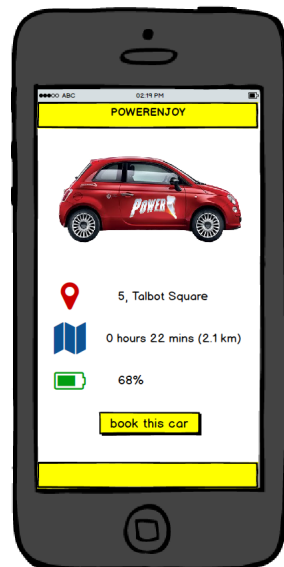 ABC 02:19 PM
POWERENJOY
POWER
5, Talbot Square
0 hours 22 mins (2.1 km)
68%
book this car